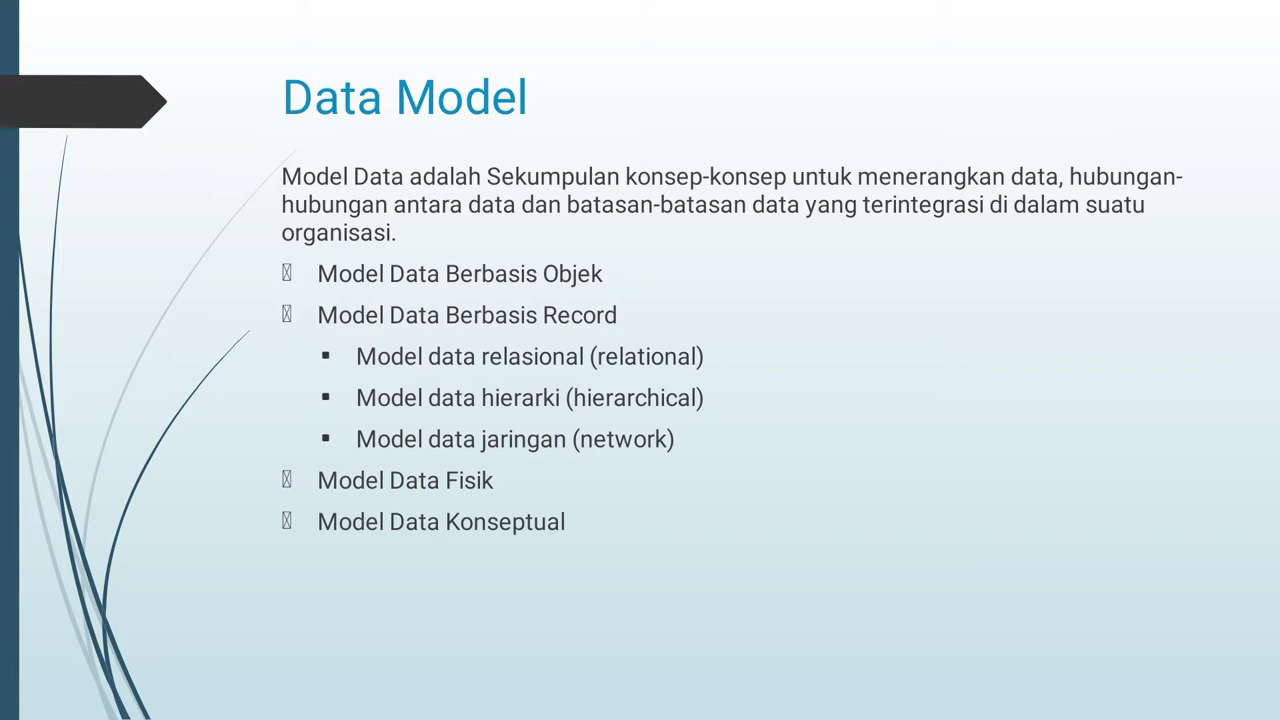 Data Model
Model Data adalah Sekumpulan konsep-konsep untuk menerangkan data, hubungan-
hubungan antara data dan batasan-batasan data yang terintegrasi di dalam suatu
organisasi.
Model Data Berbasis Objek
Model Data Berbasis Record
▪ Model data relasional (relational)
▪ Model data hierarki (hierarchical)
▪ Model data jaringan (network)
Model Data Fisik
Model Data Konseptual